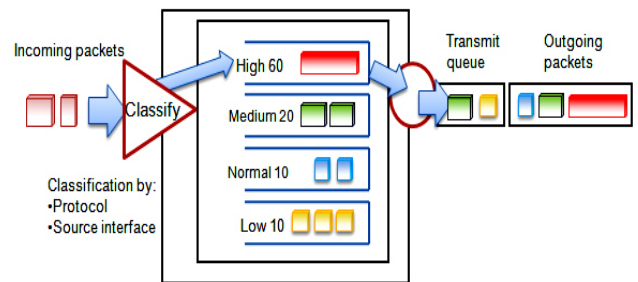 Incoming packets
Classify
Classification by:
•Protocol
•Source interface
High 60
Medium 20
Normal 10
Low 10
Transmit
queue
Outgoing
packets